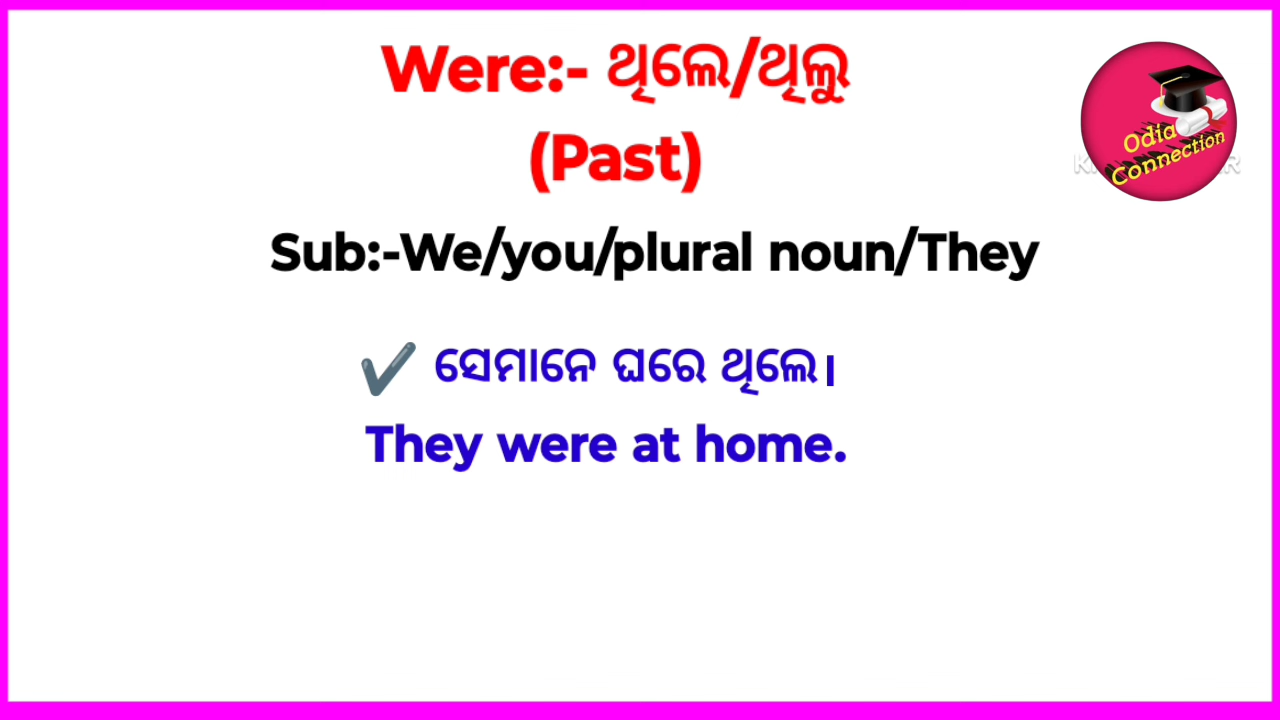 Were:- ଥିଲେ/ଥିଲୁ
(Past)
Odia
Connection
Sub:-We/you/plural noun/They
✔ ସେମାନେ ଘରେ ଥିଲେ।
They were at home.